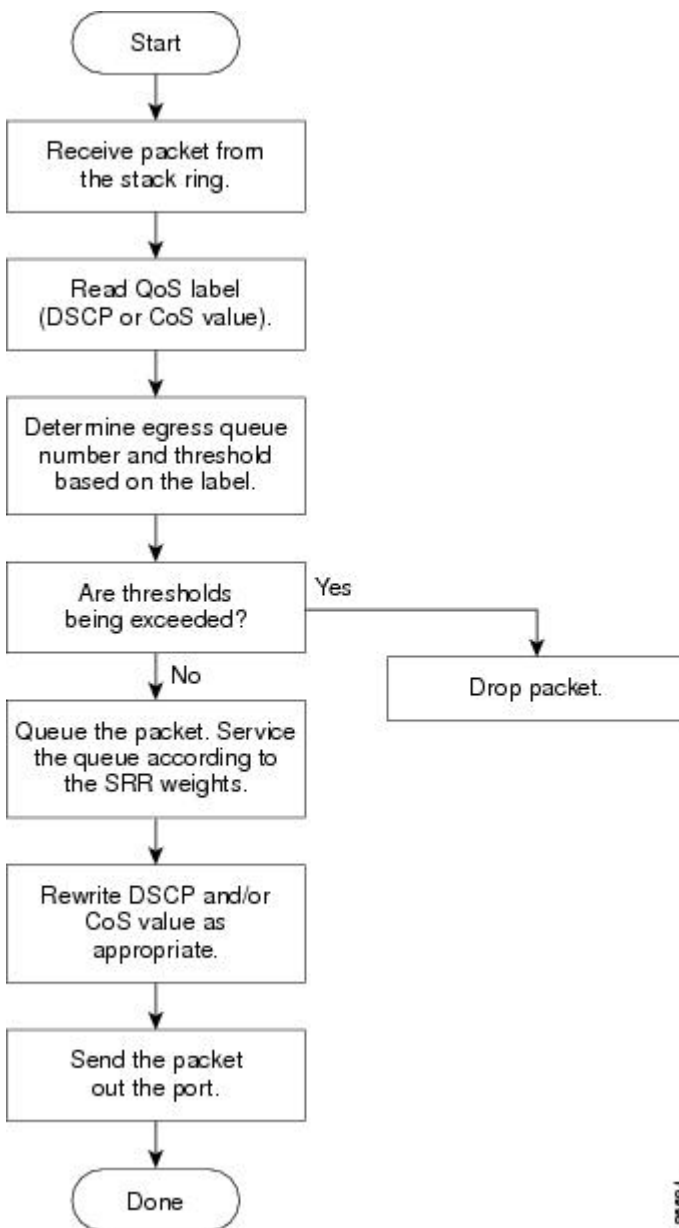 Start
Receive packet from
the stack ring.
Read QoS label
(DSCP or CoS value).
Determine egress queue
number and threshold
based on the label.
Are thresholds
being exceeded?
Yes
No
Drop packet.
Queue the packet. Service
the queue according to
the SRR weights.
Rewrite DSCP and/or
CoS value as
appropriate.
Send the packet
out the port.
Done